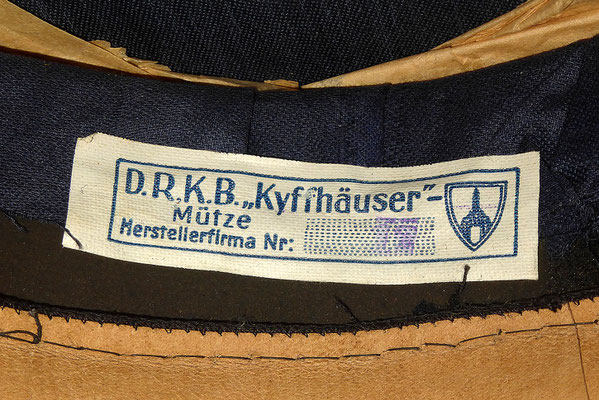 D.R.K.B. „Kyffhäuser"-
Mütze
Herstellerfirma Nr: